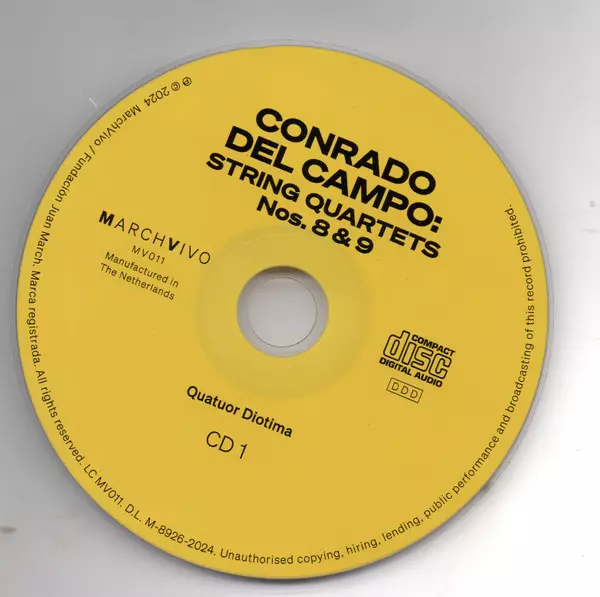 CONRADO
DEL CAMPO:
STRING QUARTETS
Nos. 8 & 9
MARCHVIVO
MV011
Manufactured in
The Netherlands
COMPACT
disc
DIGITAL AUDIO
DDD
Quatuor Diotima
CD 1
℗ © 2024 MarchVivo / Fundación Juan March. Marca registrada. All rights reserved. LC MV011. D.L. M-8926-2024. Unauthorised copying, hiring, lending, public performance and broadcasting of this record prohibited.